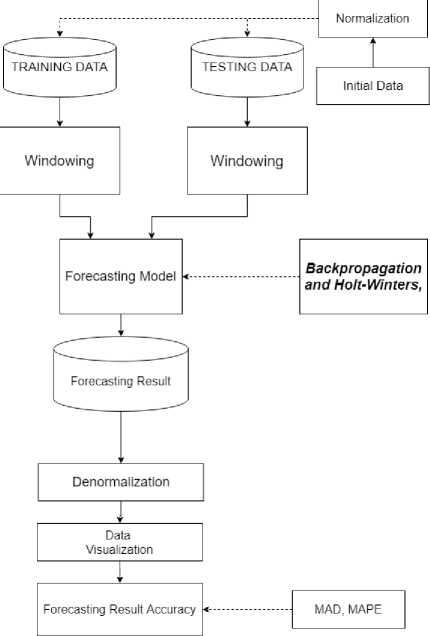 Normalization
TRAINING DATA
TESTING DATA
Initial Data
Windowing
Windowing
Forecasting Model
Backpropagation
and Holt-Winters,
Forecasting Result
Denormalization
Data
Visualization
Forecasting Result Accuracy
MAD, MAPE